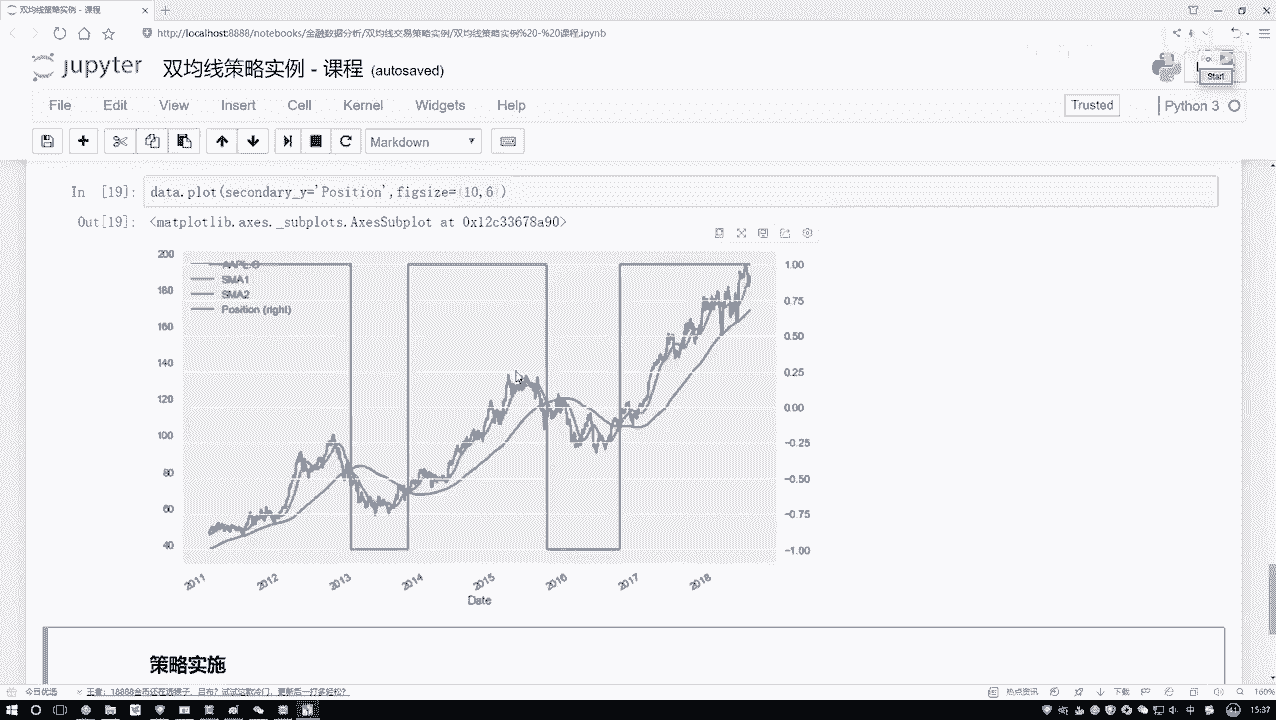 双均线策略实例 - 课程
http://localhost:8888/notebooks/金融数据分析/双均线交易策略实例/双均线策略实例%20-%20课程.ipynb
jupyter 双均线策略实例 - 课程 (autosaved)
Start
File Edit View Insert Cell Kernel Widgets Help
Trusted Python 3
Markdown
In [19]: data.plot(secondary_y='Position',figsize=(10,6))
Out[19]: <matplotlib.axes._subplots.AxesSubplot at 0x12c33678a90>
200
180
160
140
120
100
80
60
40
AAPL.O
SMA1
SMA2
Position (right)
1.00
0.75
0.50
0.25
0.00
-0.25
-0.50
-0.75
-1.00
2011 2012 2013 2014 2015 2016 2017 2018
Date
策略实施
今日优选
热点资讯 下载 160%
中 15:37